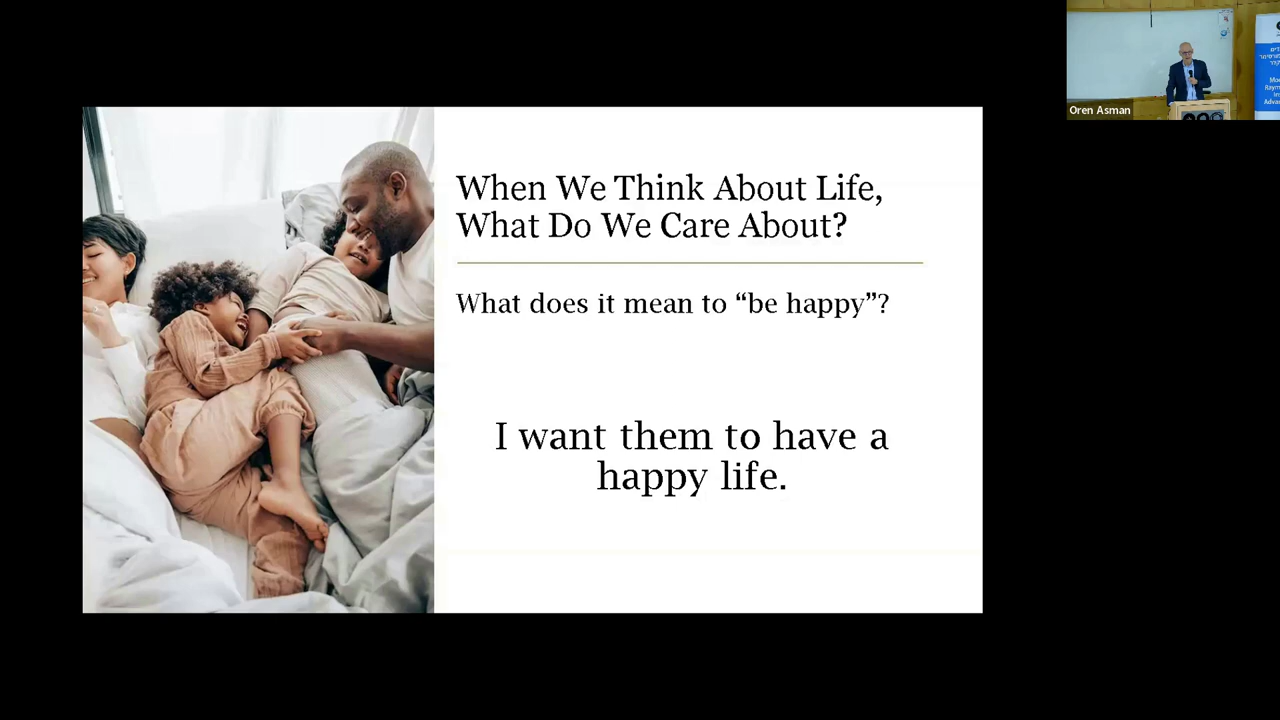 When We Think About Life,
What Do We Care About?
What does it mean to “be happy”?
I want them to have a
happy life.
Oren Asman